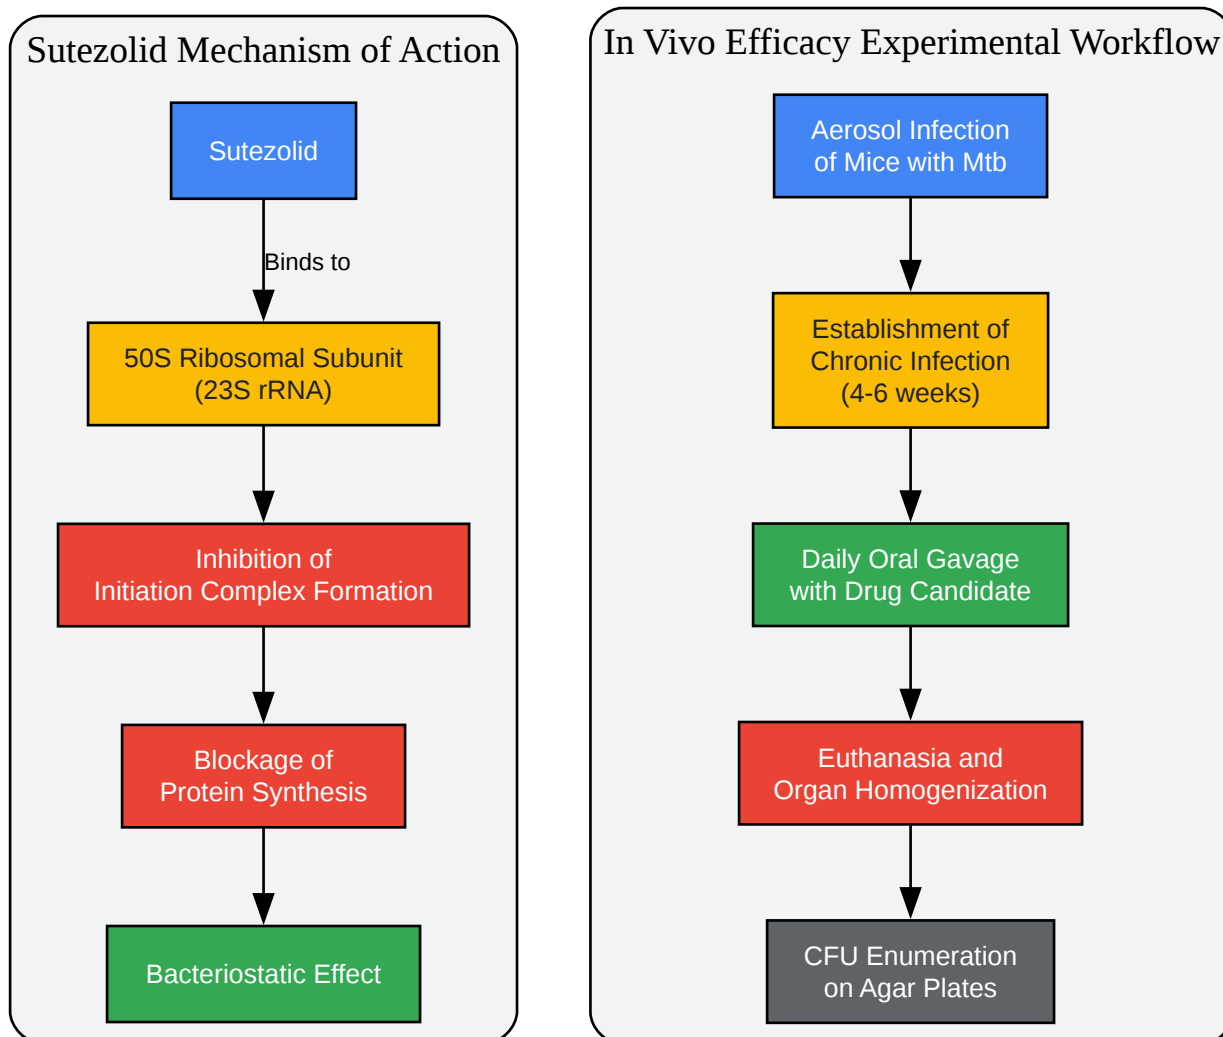 Sutezolid Mechanism of Action
Sutezolid
Binds to
50S Ribosomal Subunit
(23S rRNA)
Inhibition of
Initiation Complex Formation
Blockage of
Protein Synthesis
Bacteriostatic Effect
In Vivo Efficacy Experimental Workflow
Aerosol Infection
of Mice with Mtb
Establishment of
Chronic Infection
(4-6 weeks)
Daily Oral Gavage
with Drug Candidate
Euthanasia and
Organ Homogenization
CFU Enumeration
on Agar Plates